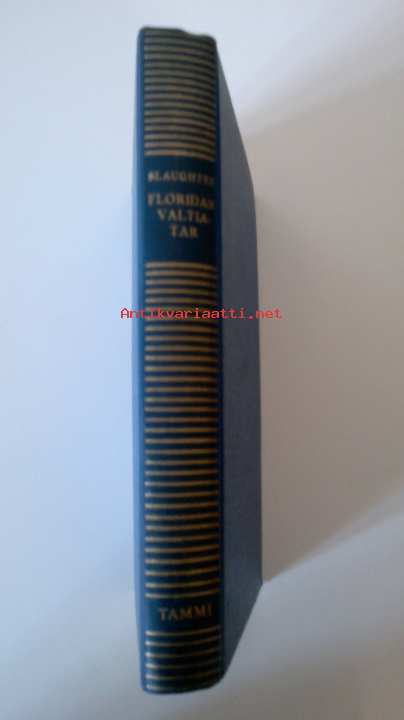 SLAUGHTER
FLORIDAN
VALTIA-
TAR
Antikvariaatti.net
TAMMI